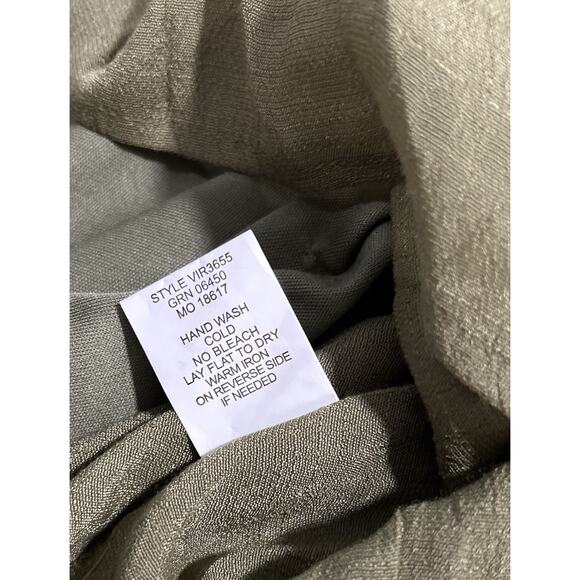 STYLE VIR3655
GRN 06450
MO 18617
HAND WASH
COLD
NO BLEACH
LAY FLAT TO DRY
WARM IRON
ON REVERSE SIDE
IF NEEDED